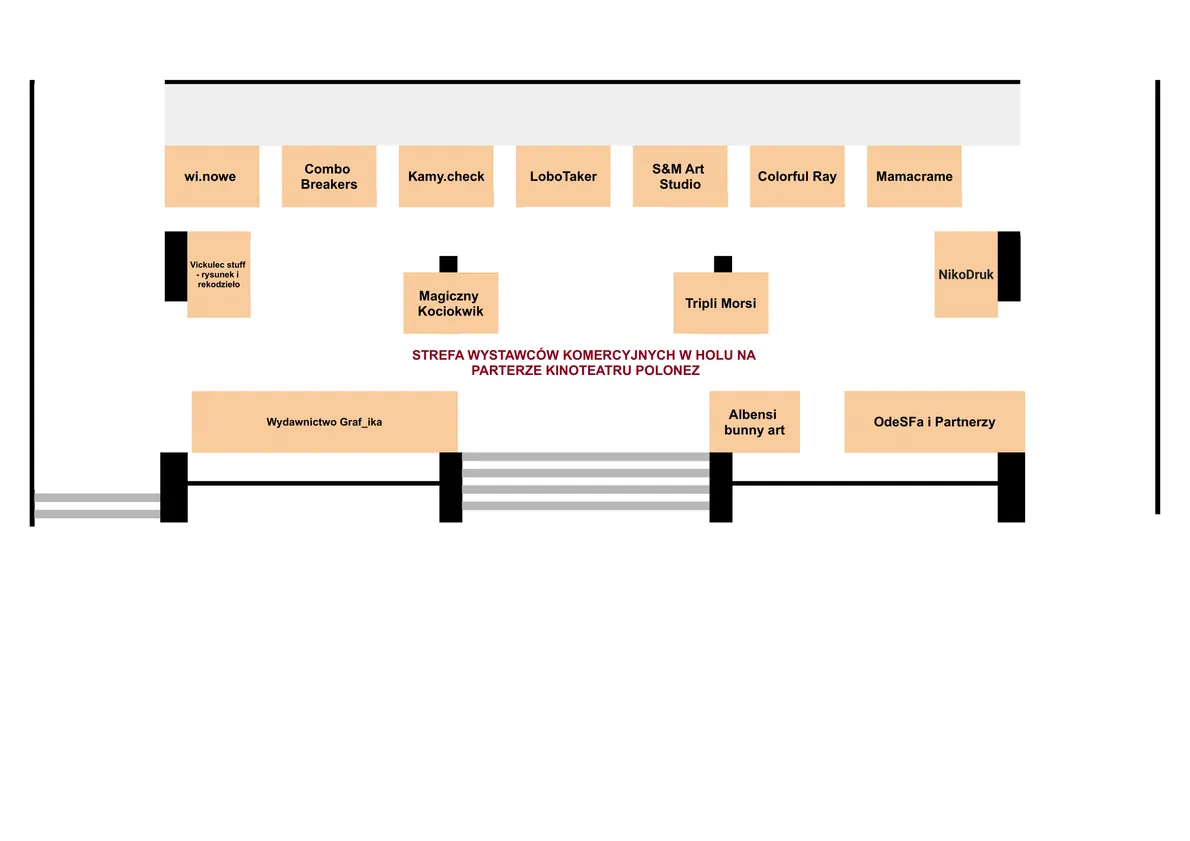 wi.nowe
Combo
Breakers
Kamy.check
LoboTaker
S&M Art
Studio
Colorful Ray
Mamacrame
Vickulec stuff
- rysunek i
rekodzieło
Magiczny
Kociokwik
Tripli Morsi
NikoDruk
STREFA WYSTAWCÓW KOMERCYJNYCH W HOLU NA
PARTERZE KINOTEATRU POLONEZ
Wydawnictwo Graf_ika
Albensi
bunny art
OdeSFa i Partnerzy